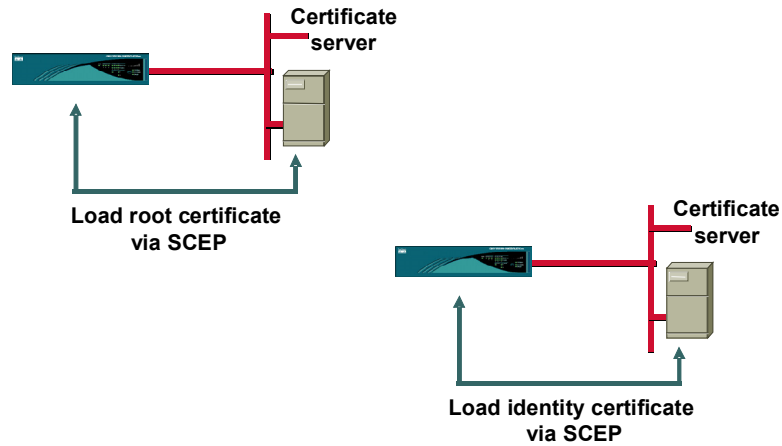 Certificate
server
Load root certificate
via SCEP
Certificate
server
Load identity certificate
via SCEP